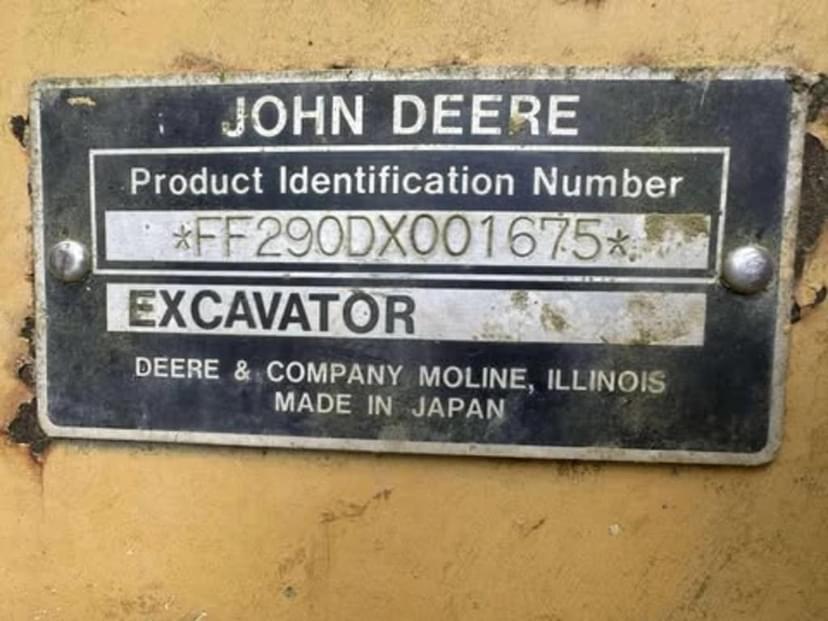 JOHN DEERE
Product Identification Number
*FF290DX001675*
EXCAVATOR
DEERE & COMPANY MOLINE, ILLINOIS
MADE IN JAPAN